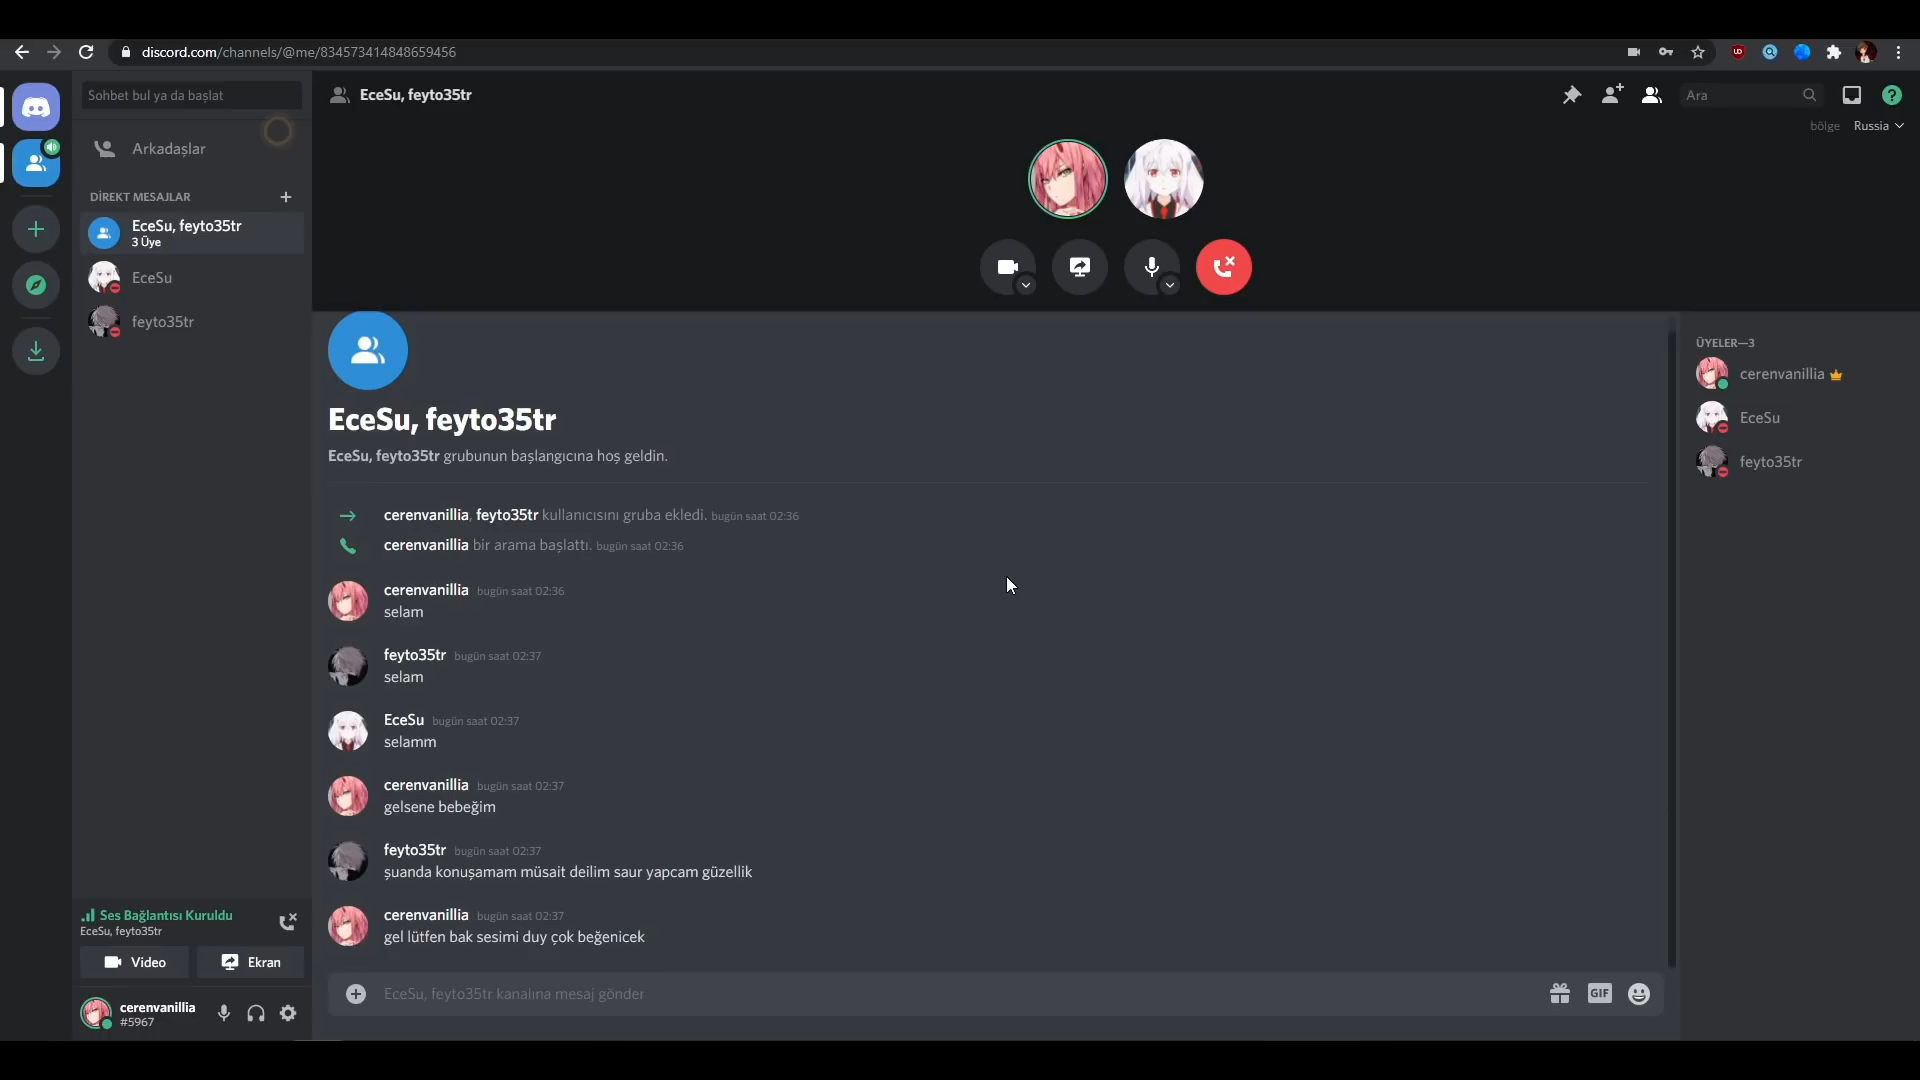 discord.com/channels/@me/834573414848659456
Sohbet bul ya da başlat
EceSu, feyto35tr
Ara
bölge Russia
Arkadaşlar
DİREKT MESAJLAR
EceSu, feyto35tr
3 Üye
EceSu
feyto35tr
EceSu, feyto35tr
EceSu, feyto35tr grubunun başlangıcına hoş geldin.
cerenvanillia, feyto35tr kullanıcısını gruba ekledi. bugün saat 02:36
cerenvanillia bir arama başlattı. bugün saat 02:36
cerenvanillia bugün saat 02:36
selam
feyto35tr bugün saat 02:37
selam
EceSu bugün saat 02:37
selamm
cerenvanillia bugün saat 02:37
gelsene bebeğim
feyto35tr bugün saat 02:37
şuanda konuşamam müsait deilim saur yapcam güzellik
cerenvanillia bugün saat 02:37
gel lütfen bak sesimi duy çok beğenicek
EceSu, feyto35tr kanalına mesaj gönder
GIF
ÜYELER—3
cerenvanillia
EceSu
feyto35tr
Ses Bağlantısı Kuruldu
EceSu, feyto35tr
Video
Ekran
cerenvanillia
#5967